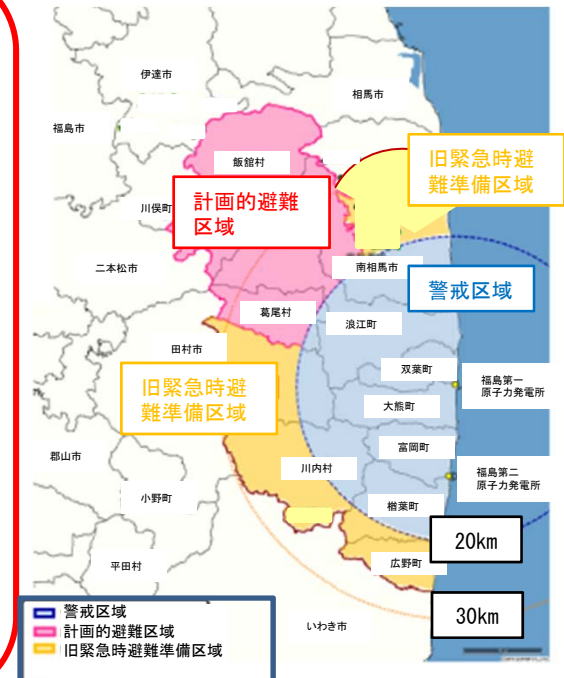 伊達市
相馬市
福島市
飯舘村
旧緊急時避
難準備区域
計画的避難
区域
川俣町
二本松市
南相馬市
警戒区域
葛尾村
浪江町
田村市
双葉町
福島第一
原子力発電所
旧緊急時避
難準備区域
大熊町
富岡町
郡山市
川内村
福島第二
原子力発電所
小野町
楢葉町
20km
平田村
広野町
30km
いわき市
警戒区域
計画的避難区域
旧緊急時避難準備区域